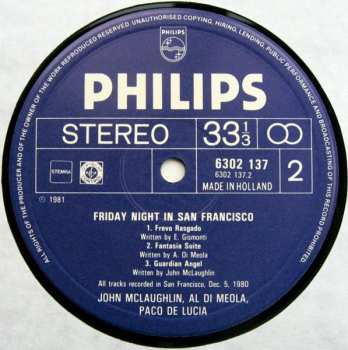 ALL RIGHTS OF THE PRODUCER AND OF THE OWNER OF THE WORK REPRODUCED RESERVED. UNAUTHORISED COPYING, HIRING, LENDING, PUBLIC PERFORMANCE AND BROADCASTING OF THIS RECORD PROHIBITED.
PHILIPS
PHILIPS
STEREO 33 1/3
STEMRA
6302 137
6302 137.2
MADE IN HOLLAND
2
℗ 1981
FRIDAY NIGHT IN SAN FRANCISCO
1. Frevo Rasgado
Written by E. Gismonti
2. Fantasia Suite
Written by A. Di Meola
3. Guardian Angel
Written by John McLaughlin
All tracks recorded in San Francisco, Dec. 5, 1980
JOHN MCLAUGHLIN, AL DI MEOLA,
PACO DE LUCIA